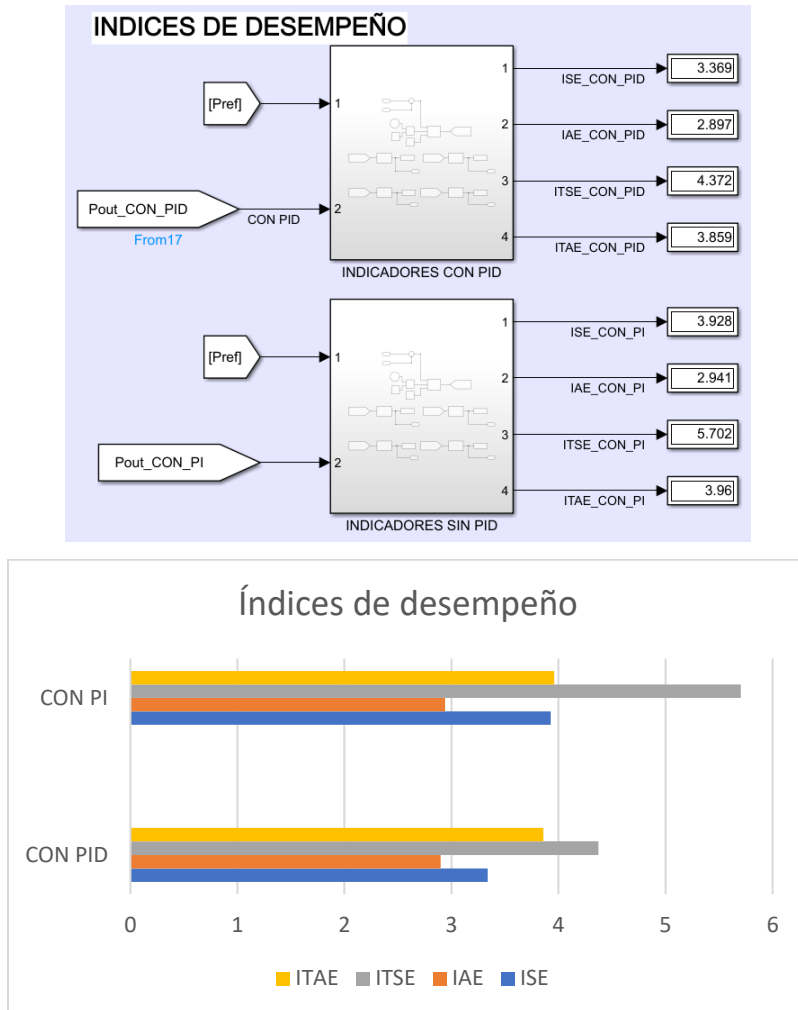 INDICES DE DESEMPEÑO
[Pref]
1
Pout_CON_PID
From17
CON PID
2
1
ISE_CON_PID
3.369
2
IAE_CON_PID
2.897
3
ITSE_CON_PID
4.372
4
ITAE_CON_PID
3.859
INDICADORES CON PID
[Pref]
1
Pout_CON_PI
2
1
ISE_CON_PI
3.928
2
IAE_CON_PI
2.941
3
ITSE_CON_PI
5.702
4
ITAE_CON_PI
3.96
INDICADORES SIN PID
Índices de desempeño
CON PI
CON PID
0 1 2 3 4 5 6
ITAE ITSE IAE ISE